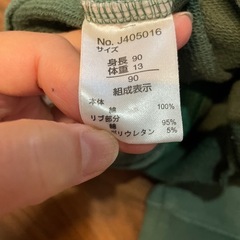 No. J405016
サイズ
身長 90
体重 13
90
組成表示
本体
綿 100%
リブ部分
綿 95%
ポリウレタン 5%